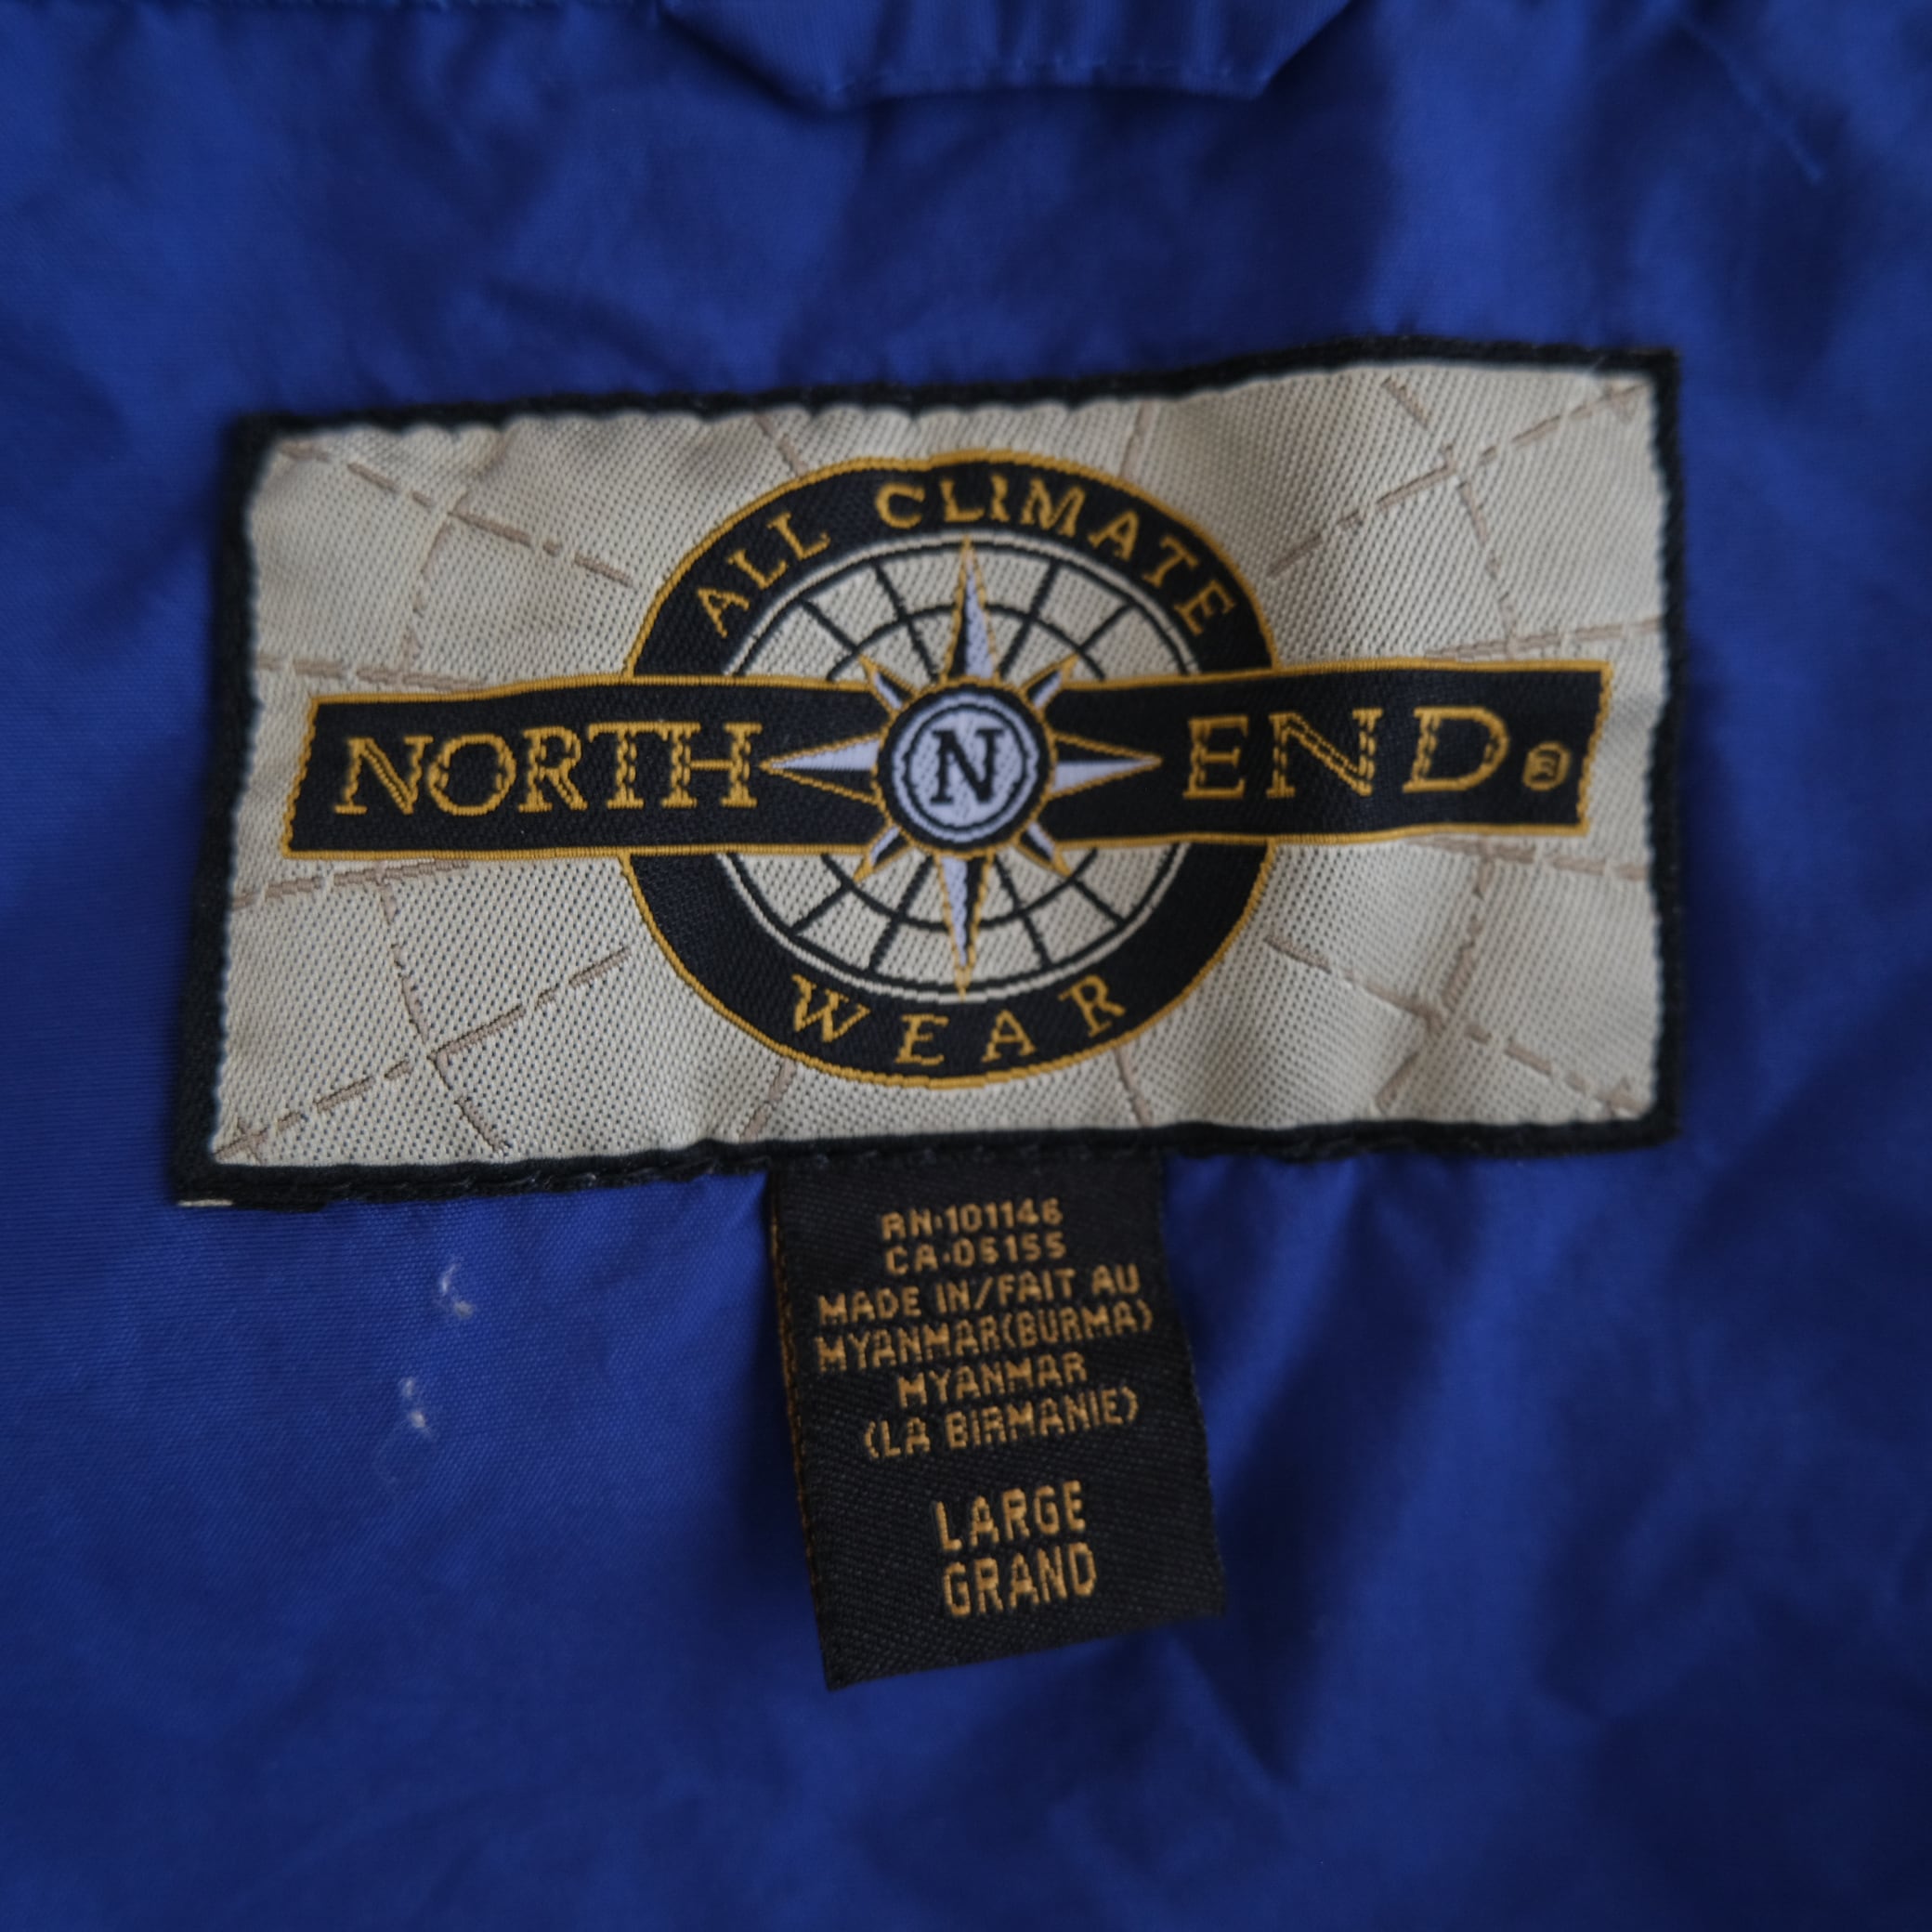 ALL CLIMATE
NORTH N END®
WEAR
RN·101146
CA·05155
MADE IN/FAIT AU
MYANMAR(BURMA)
MYANMAR
(LA BIRMANIE)
LARGE
GRAND